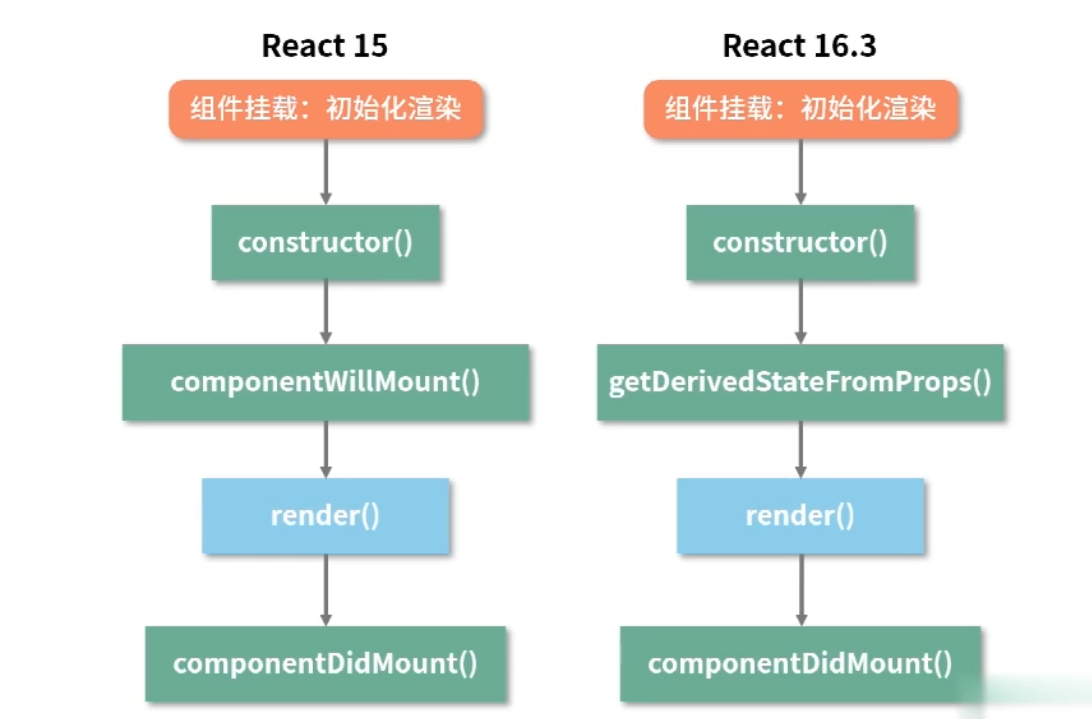 React 15
组件挂载：初始化渲染
constructor()
componentWillMount()
render()
componentDidMount()
React 16.3
组件挂载：初始化渲染
constructor()
getDerivedStateFromProps()
render()
componentDidMount()